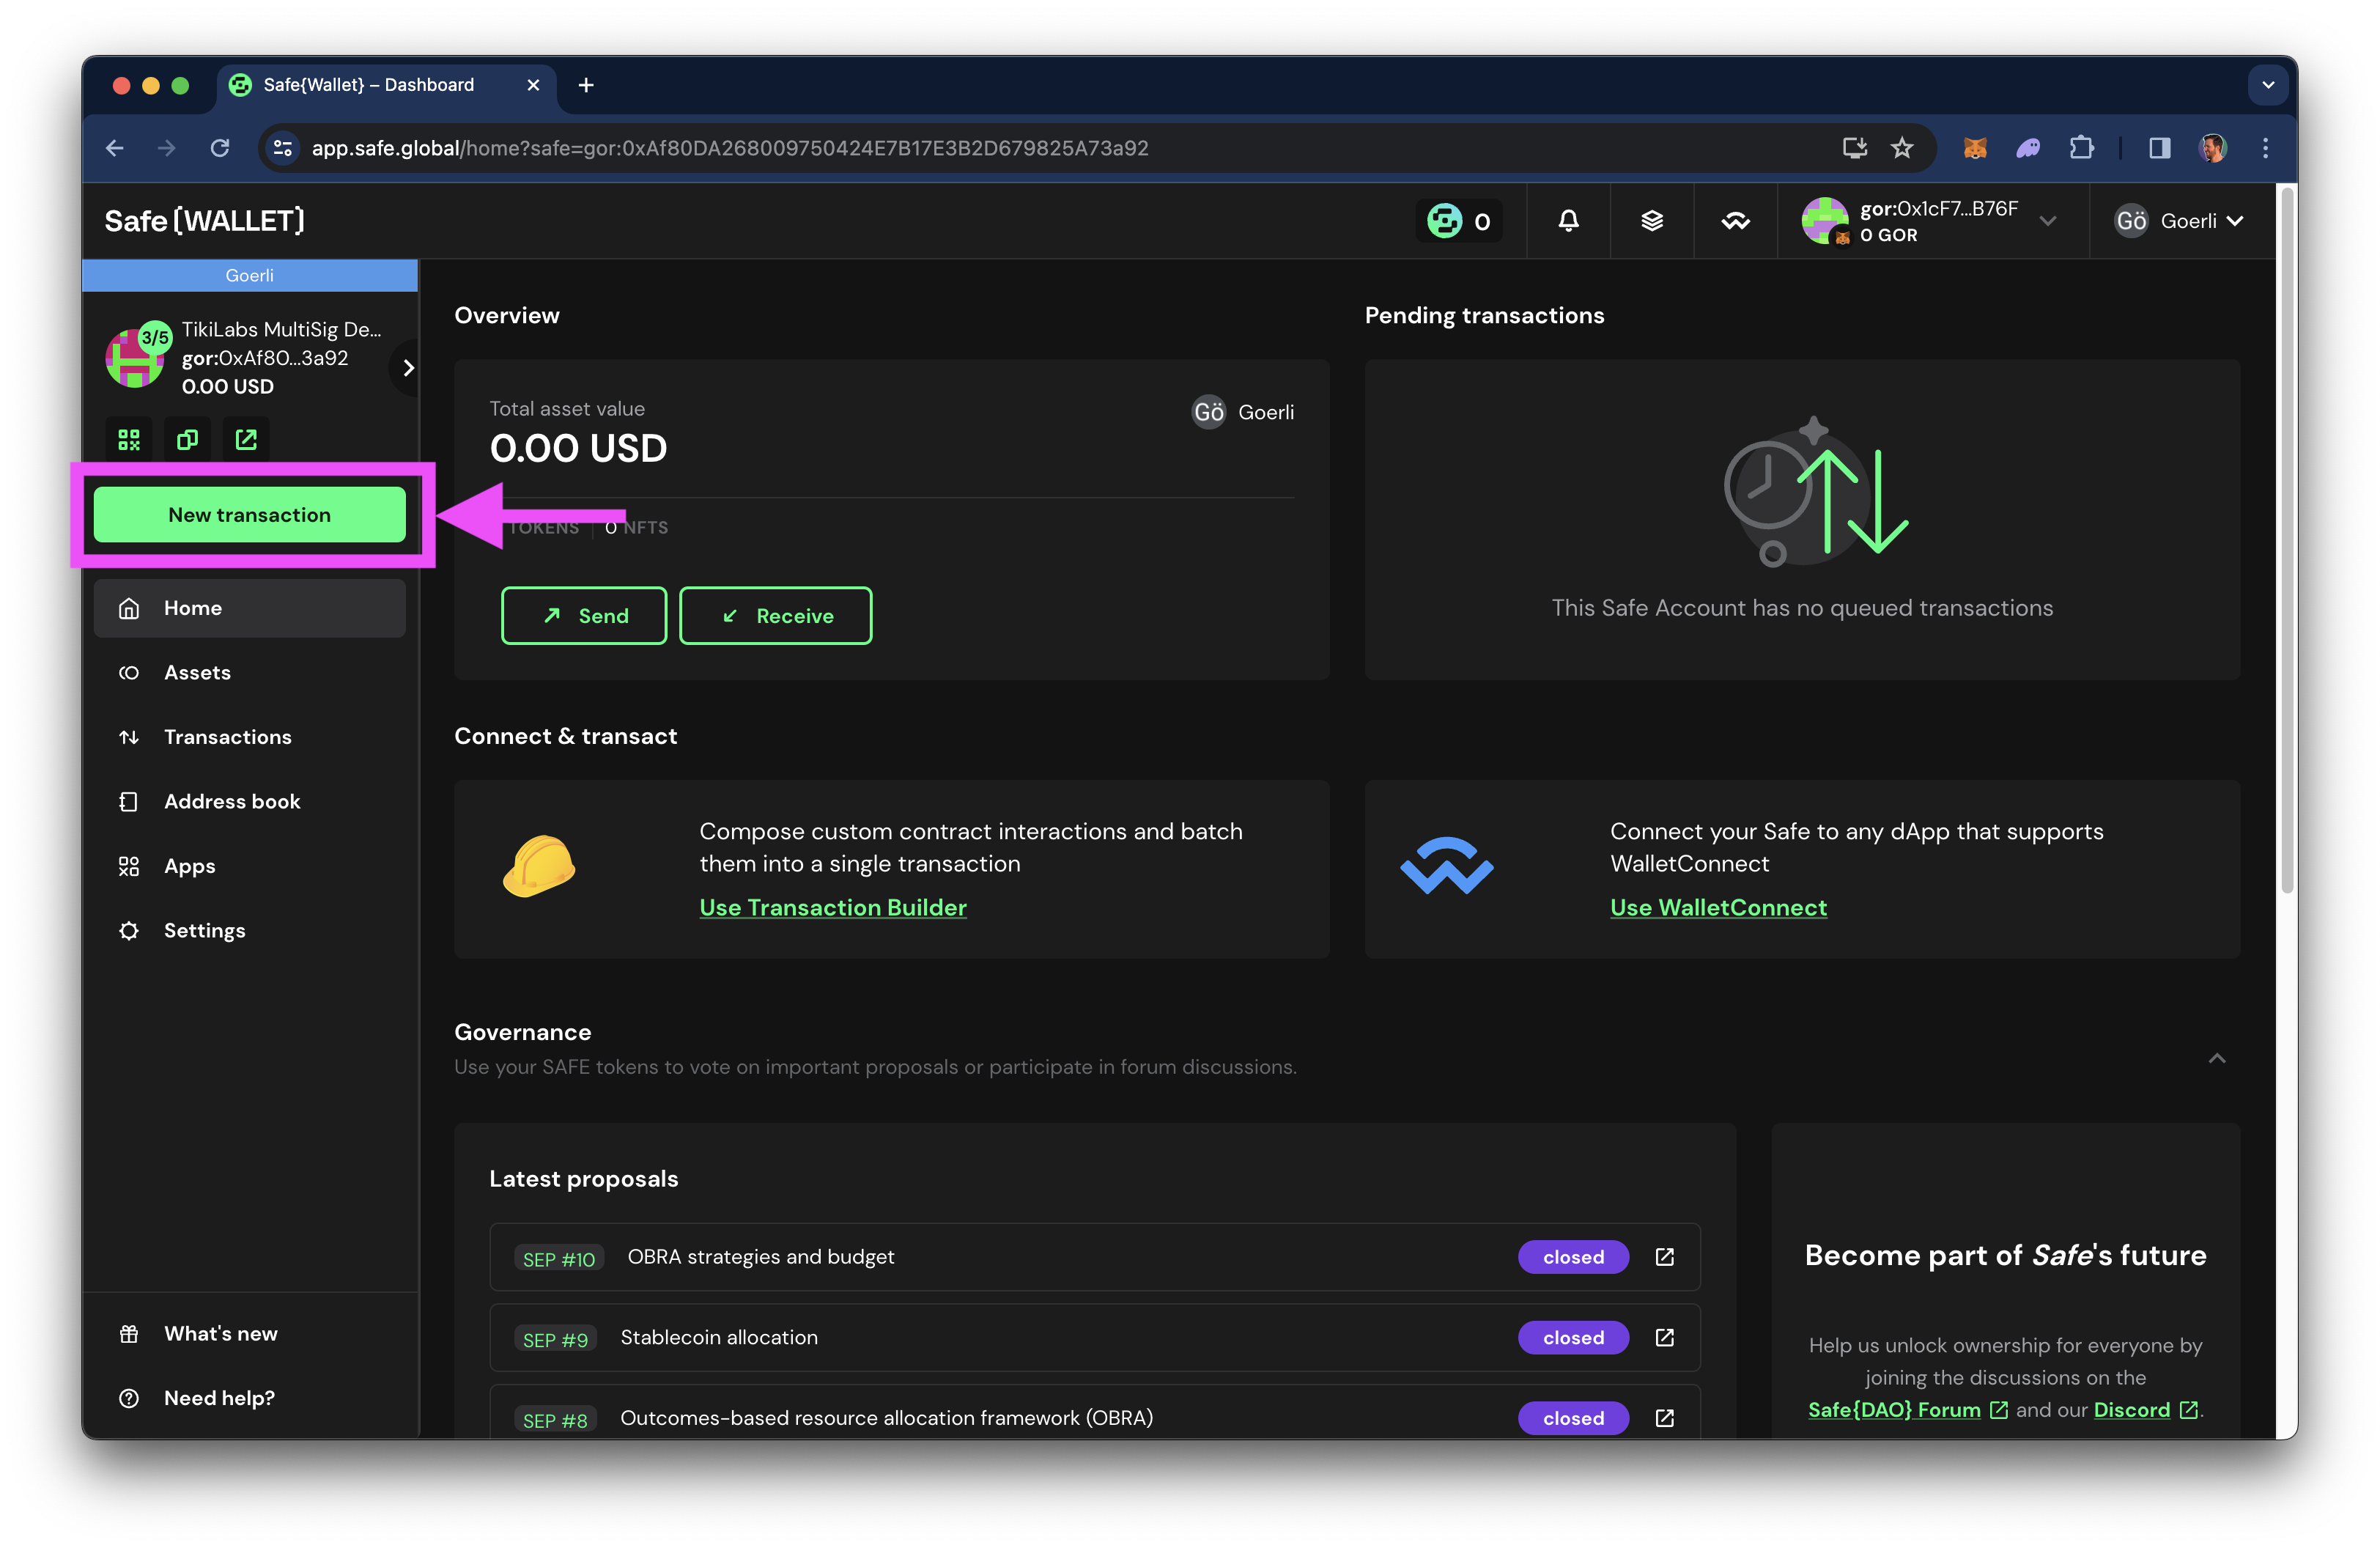 Safe{Wallet} – Dashboard
app.safe.global/home?safe=gor:0xAf80DA268009750424E7B17E3B2D679825A73a92
Safe{WALLET}
0
gor:0x1cF7...B76F
0 GOR
Gö Goerli
Goerli
3/5
TikiLabs MultiSig De...
gor:0xAf80...3a92
0.00 USD
New transaction
Home
Assets
Transactions
Address book
Apps
Settings
What's new
Need help?
Overview
Total asset value
0.00 USD
Gö Goerli
TOKENS
0 NFTS
Send
Receive
Pending transactions
This Safe Account has no queued transactions
Connect & transact
Compose custom contract interactions and batch
them into a single transaction
Use Transaction Builder
Connect your Safe to any dApp that supports
WalletConnect
Use WalletConnect
Governance
Use your SAFE tokens to vote on important proposals or participate in forum discussions.
Latest proposals
SEP #10 OBRA strategies and budget closed
SEP #9 Stablecoin allocation closed
SEP #8 Outcomes-based resource allocation framework (OBRA) closed
Become part of Safe's future
Help us unlock ownership for everyone by
joining the discussions on the
Safe{DAO} Forum and our Discord.